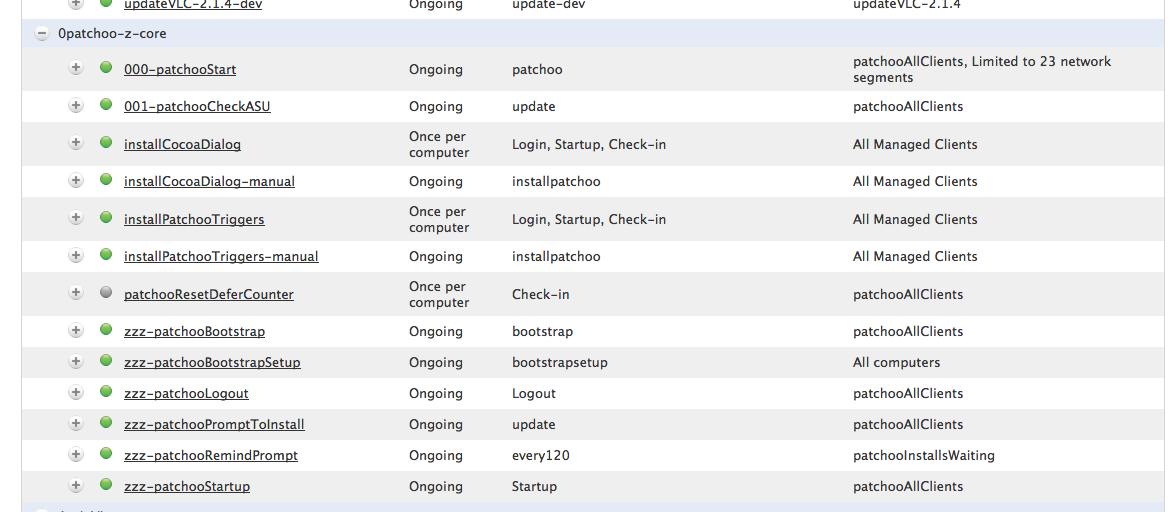 updateVLC-2.1.4-dev Ongoing update-dev updateVLC-2.1.4
0patchoo-z-core
000-patchooStart Ongoing patchoo patchooAllClients, Limited to 23 network
segments
001-patchooCheckASU Ongoing update patchooAllClients
installCocoaDialog Once per
computer Login, Startup, Check-in All Managed Clients
installCocoaDialog-manual Ongoing installpatchoo All Managed Clients
installPatchooTriggers Once per
computer Login, Startup, Check-in All Managed Clients
installPatchooTriggers-manual Ongoing installpatchoo All Managed Clients
patchooResetDeferCounter Once per
computer Check-in patchooAllClients
zzz-patchooBootstrap Ongoing bootstrap patchooAllClients
zzz-patchooBootstrapSetup Ongoing bootstrapsetup All computers
zzz-patchooLogout Ongoing Logout patchooAllClients
zzz-patchooPromptToInstall Ongoing update patchooAllClients
zzz-patchooRemindPrompt Ongoing every120 patchooInstallsWaiting
zzz-patchooStartup Ongoing Startup patchooAllClients